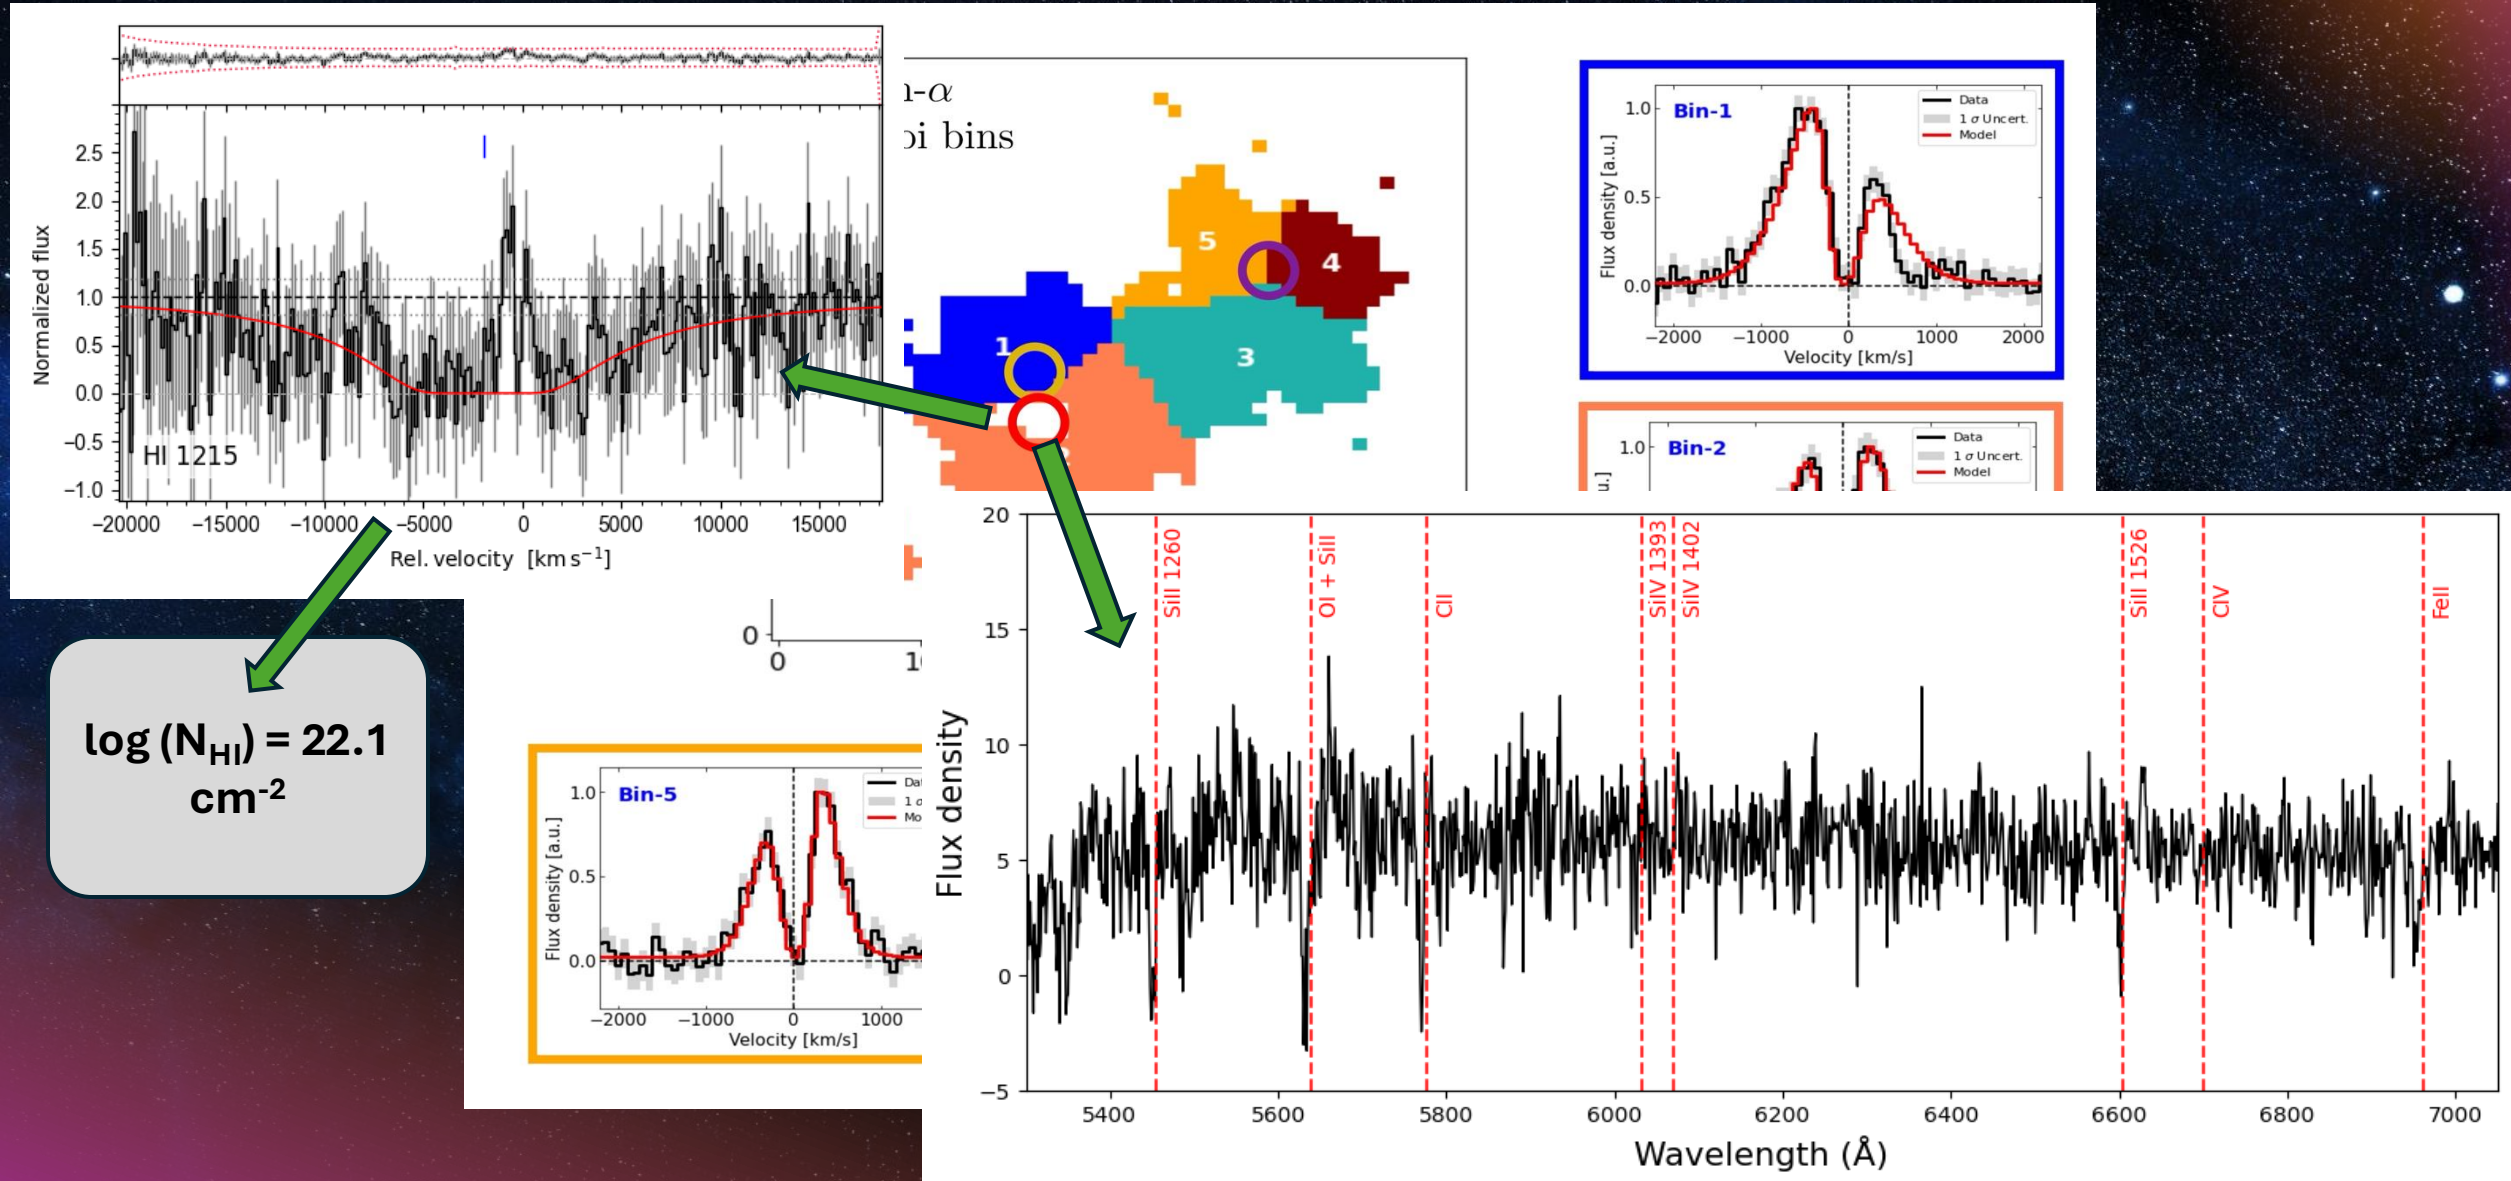 2.5
2.0
1.5
1.0
0.5
0.0
−0.5
−1.0
Normalized flux
HI 1215
−20000 −15000 −10000 −5000 0 5000 10000 15000
Rel. velocity [km s⁻¹]
log (N_HI) = 22.1
cm⁻²
-α
bins
5
4
1
3
Bin-1
Data
1 σ Uncert.
Model
1.0
0.5
0.0
Flux density [a.u.]
−2000 −1000 0 1000 2000
Velocity [km/s]
Bin-2
Data
1 σ Uncert.
Model
1.0
u.]
0
0
Bin-5
1.0
0.5
0.0
Flux density [a.u.]
−2000 −1000 0 1000
Velocity [km/s]
20
15
10
5
0
−5
Flux density
SiII 1260
OI + SiII
CII
SiIV 1393
SiIV 1402
SiII 1526
CIV
FeII
5400 5600 5800 6000 6200 6400 6600 6800 7000
Wavelength (Å)